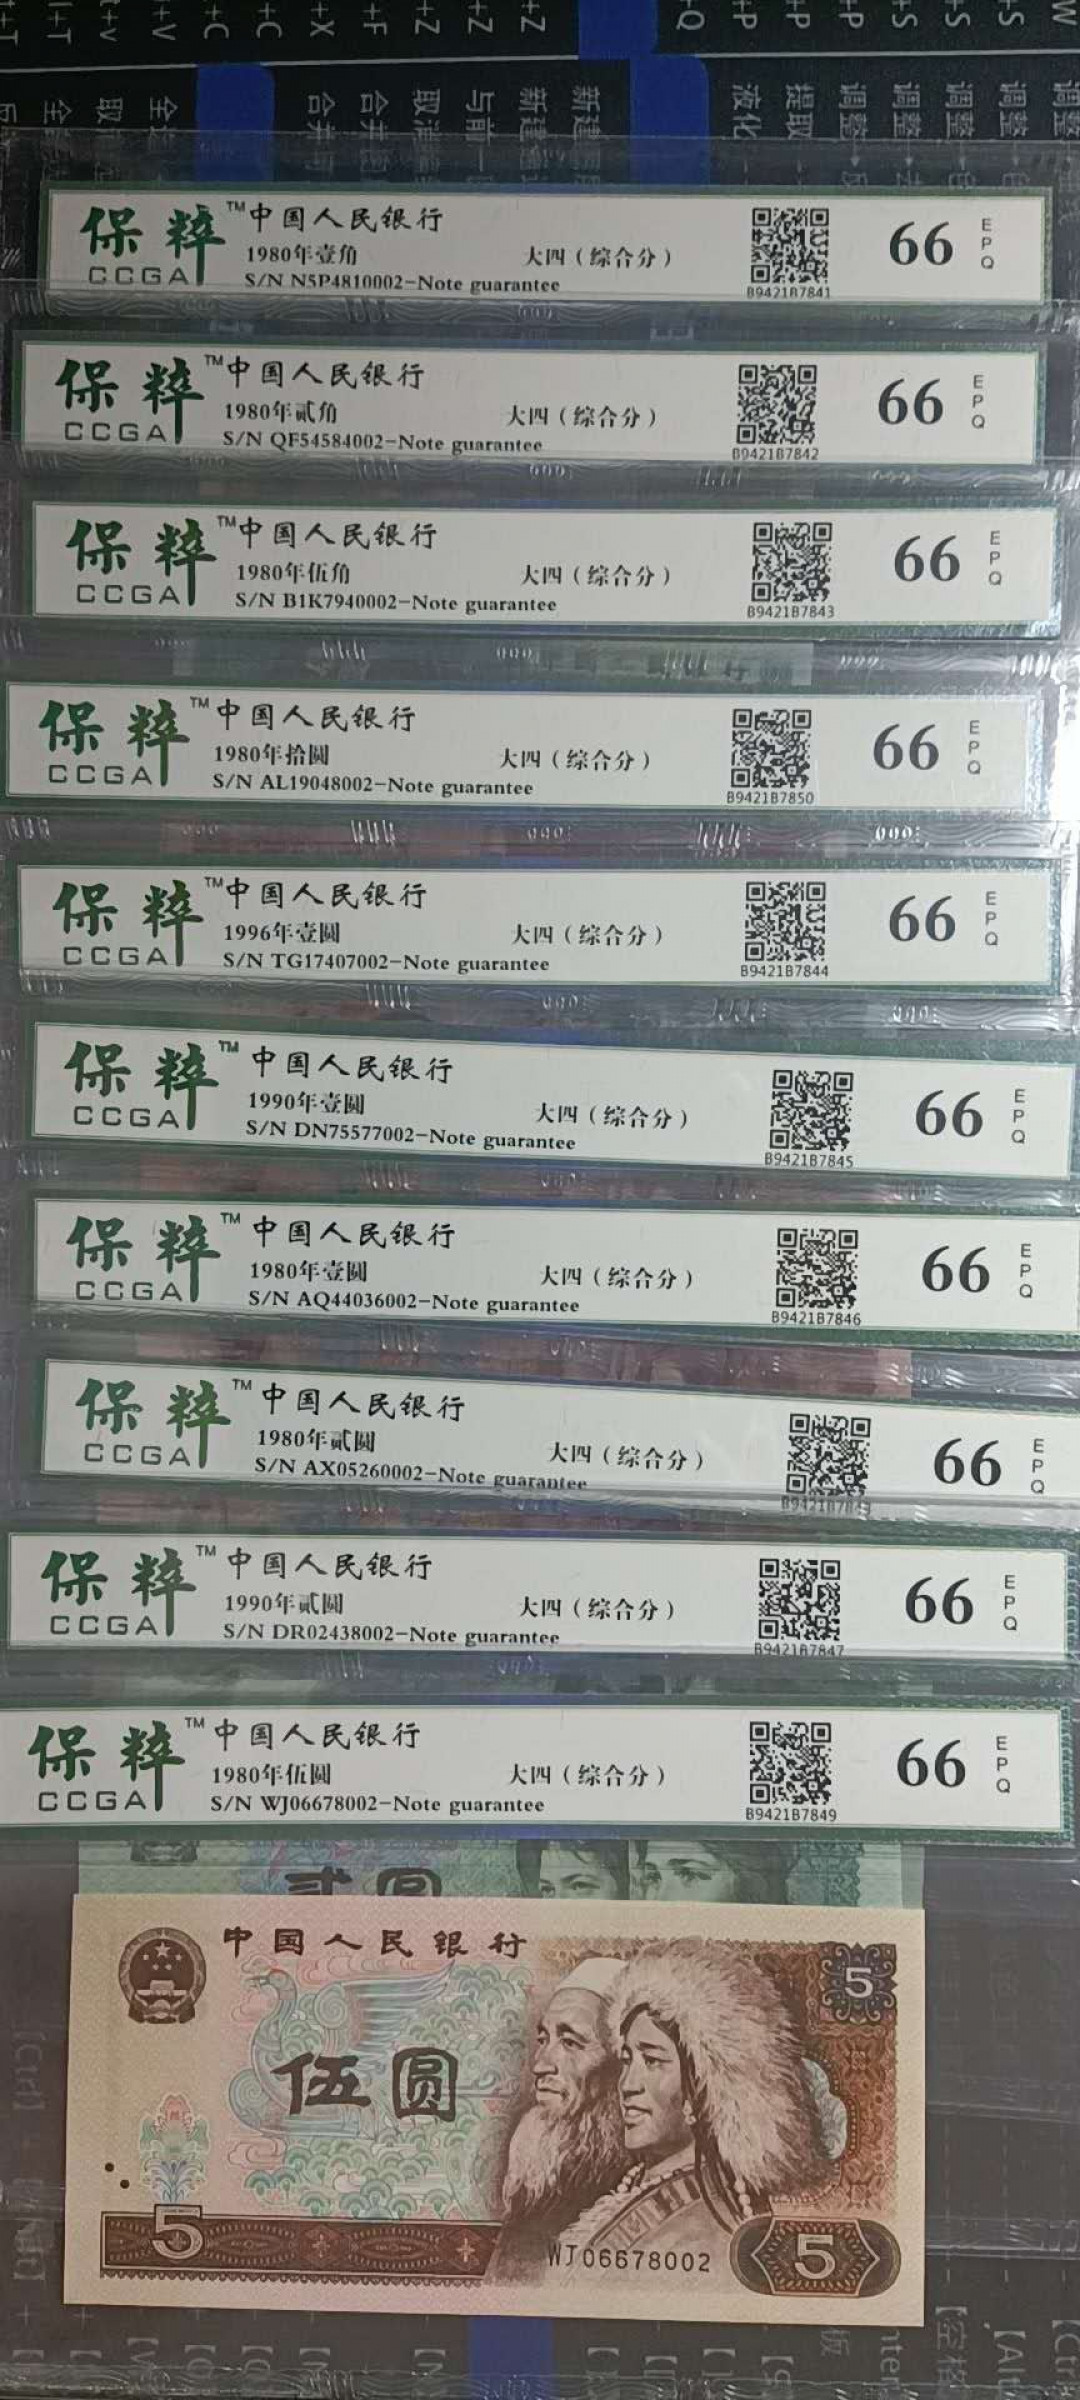 保粹
CCGA
TM
中国人民银行
1980年壹角
大四（综合分）
S/N N5P4810002-Note guarantee
B9421B7841
66
EPQ
保粹
CCGA
TM
中国人民银行
1980年贰角
大四（综合分）
S/N QF54584002-Note guarantee
B9421B7842
66
EPQ
保粹
CCGA
TM
中国人民银行
1980年伍角
大四（综合分）
S/N B1K7940002-Note guarantee
B9421B7843
66
EPQ
保粹
CCGA
TM
中国人民银行
1980年拾圆
大四（综合分）
S/N AL19048002-Note guarantee
B9421B7850
66
EPQ
保粹
CCGA
TM
中国人民银行
1996年壹圆
大四（综合分）
S/N TG17407002-Note guarantee
B9421B7844
66
EPQ
保粹
CCGA
TM
中国人民银行
1990年壹圆
大四（综合分）
S/N DN75577002-Note guarantee
B9421B7845
66
EPQ
保粹
CCGA
TM
中国人民银行
1980年壹圆
大四（综合分）
S/N AQ44036002-Note guarantee
B9421B7846
66
EPQ
保粹
CCGA
TM
中国人民银行
1980年贰圆
大四（综合分）
S/N AX05260002-Note guarantee
66
EPQ
保粹
CCGA
TM
中国人民银行
1990年贰圆
大四（综合分）
S/N DR02438002-Note guarantee
B9421B7847
66
EPQ
保粹
CCGA
TM
中国人民银行
1980年伍圆
大四（综合分）
S/N WJ06678002-Note guarantee
B9421B7849
66
EPQ
贰圆
中国人民银行
5
伍圆
5
WJ06678002
5